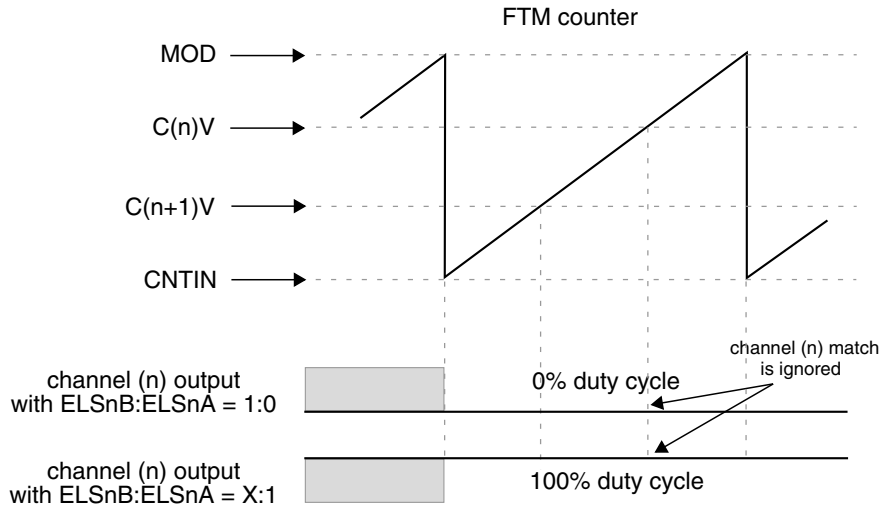 FTM counter
MOD
C(n)V
C(n+1)V
CNTIN
channel (n) match
is ignored
channel (n) output
with ELSnB:ELSnA = 1:0
0% duty cycle
channel (n) output
with ELSnB:ELSnA = X:1
100% duty cycle